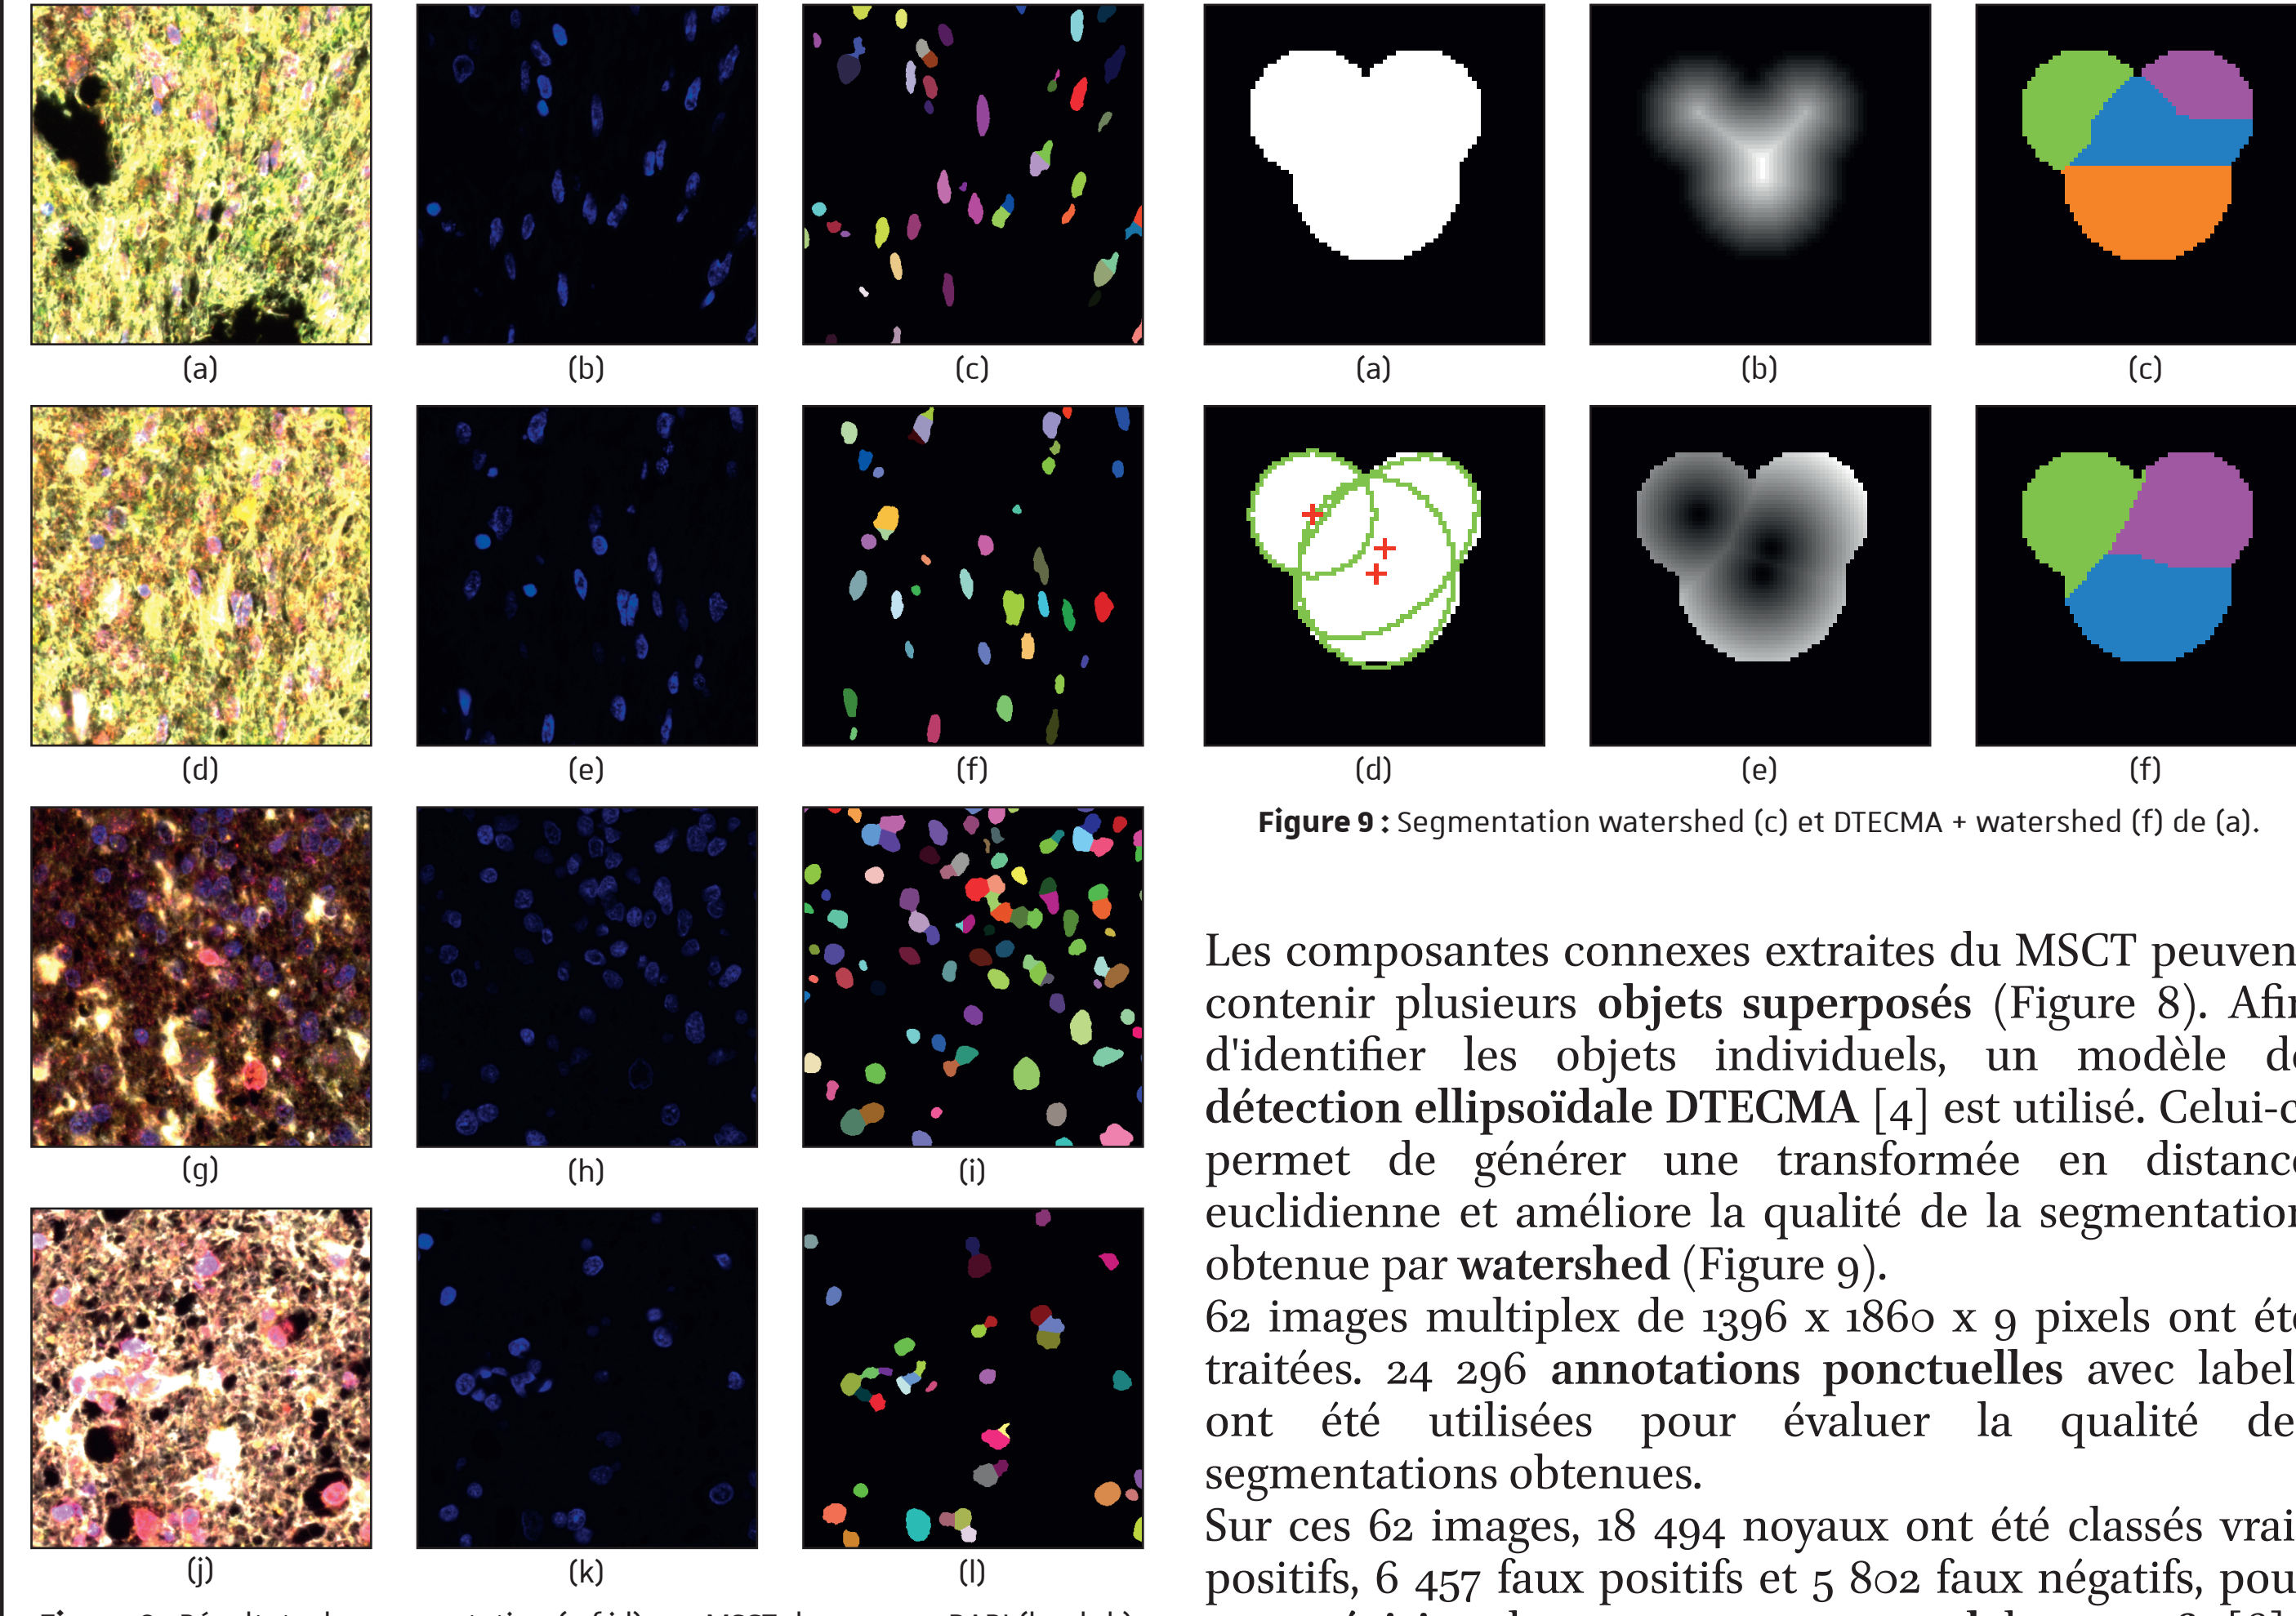 (a) (b) (c)
(d) (e) (f)
(g) (h) (i)
(j) (k) (l)
(a) (b) (c)
(d) (e) (f)
Figure 9 : Segmentation watershed (c) et DTECMA + watershed (f) de (a).
Les composantes connexes extraites du MSCT peuven
contenir plusieurs objets superposés (Figure 8). Afin
d'identifier les objets individuels, un modèle de
détection ellipsoïdale DTECMA [4] est utilisé. Celui-c
permet de générer une transformée en distance
euclidienne et améliore la qualité de la segmentation
obtenue par watershed (Figure 9).
62 images multiplex de 1396 x 1860 x 9 pixels ont été
traitées. 24 296 annotations ponctuelles avec label
ont été utilisées pour évaluer la qualité de
segmentations obtenues.
Sur ces 62 images, 18 494 noyaux ont été classés vrai
positifs, 6 457 faux positifs et 5 802 faux négatifs, pou